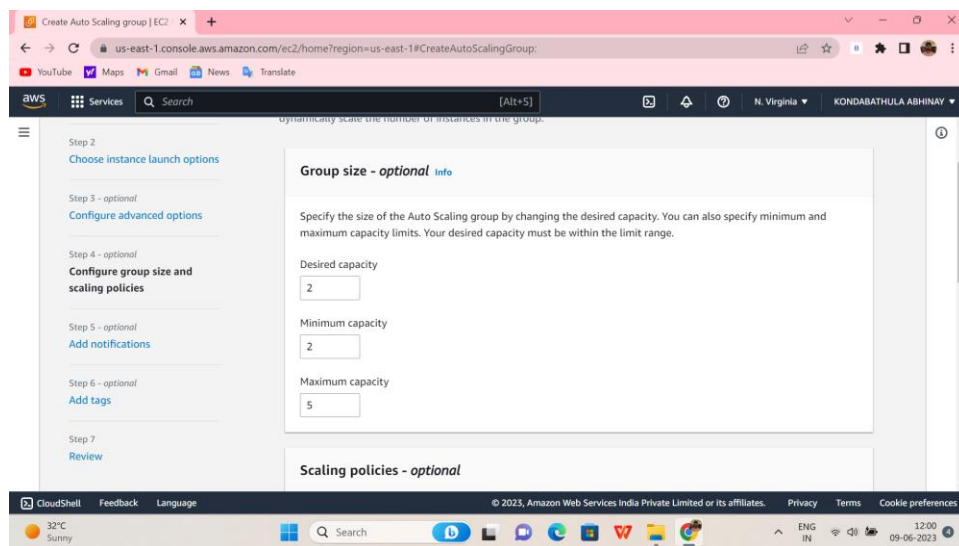 Create Auto Scaling group | EC2
us-east-1.console.aws.amazon.com/ec2/home?region=us-east-1#CreateAutoScalingGroup:
YouTube Maps Gmail News Translate
aws Services Search [Alt+S] N. Virginia KONDABATHULA ABHINAY
dynamically scale the number of instances in the group.
Step 2
Choose instance launch options
Step 3 - optional
Configure advanced options
Step 4 - optional
Configure group size and
scaling policies
Step 5 - optional
Add notifications
Step 6 - optional
Add tags
Step 7
Review
Group size - optional Info
Specify the size of the Auto Scaling group by changing the desired capacity. You can also specify minimum and
maximum capacity limits. Your desired capacity must be within the limit range.
Desired capacity
2
Minimum capacity
2
Maximum capacity
5
Scaling policies - optional
CloudShell Feedback Language © 2023, Amazon Web Services India Private Limited or its affiliates. Privacy Terms Cookie preferences
32°C
Sunny
Search
ENG
IN
12:00
09-06-2023
4